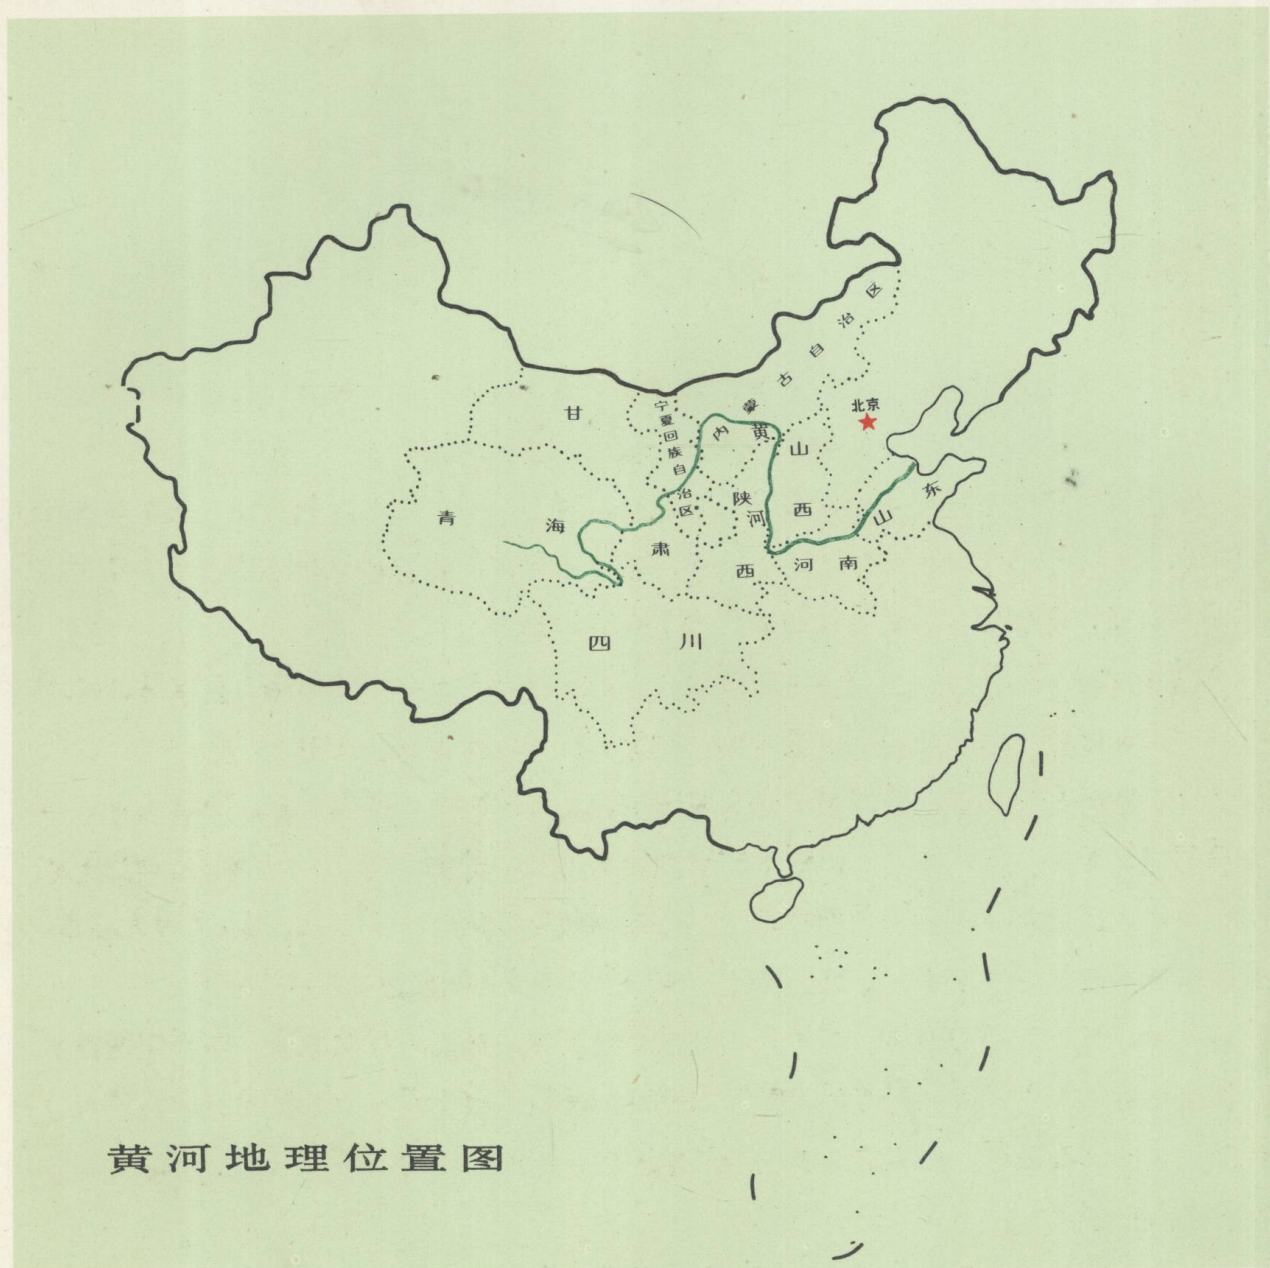 内蒙古自治区
北京
甘肃
宁夏回族自治区
黄河
山西
陕西
青海
山东
河南
四川
黄河地理位置图